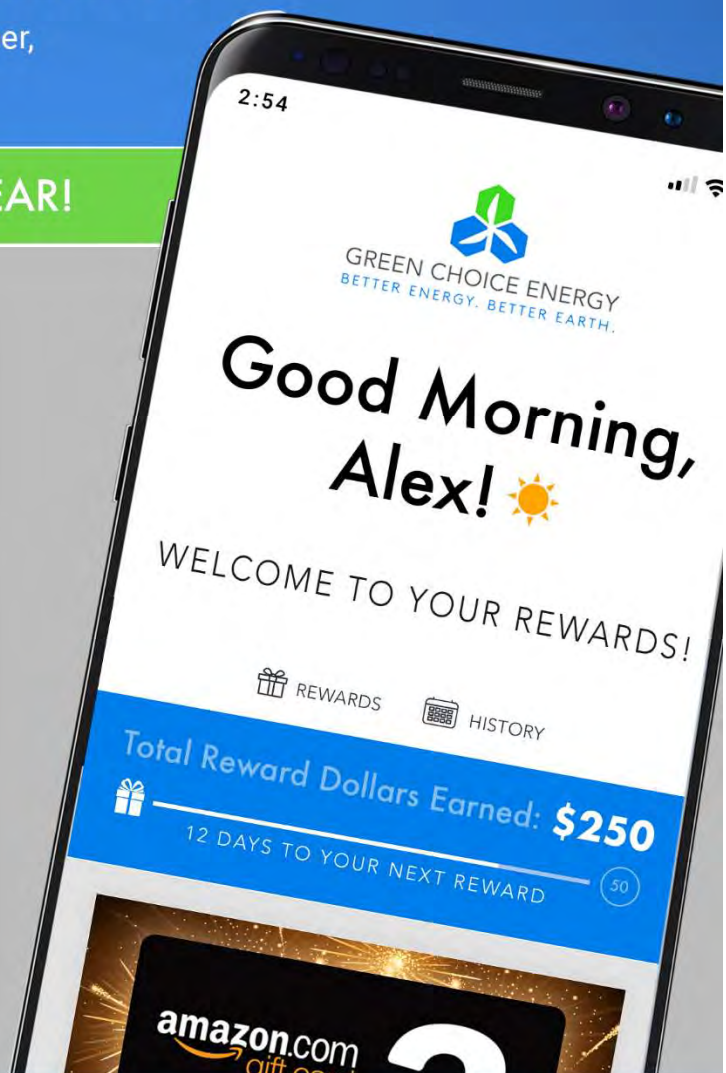 er,
EAR!
2:54
GREEN CHOICE ENERGY
BETTER ENERGY. BETTER EARTH.
Good Morning,
Alex!
WELCOME TO YOUR REWARDS!
REWARDS HISTORY
Total Reward Dollars Earned: $250
12 DAYS TO YOUR NEXT REWARD 50
amazon.com
gift